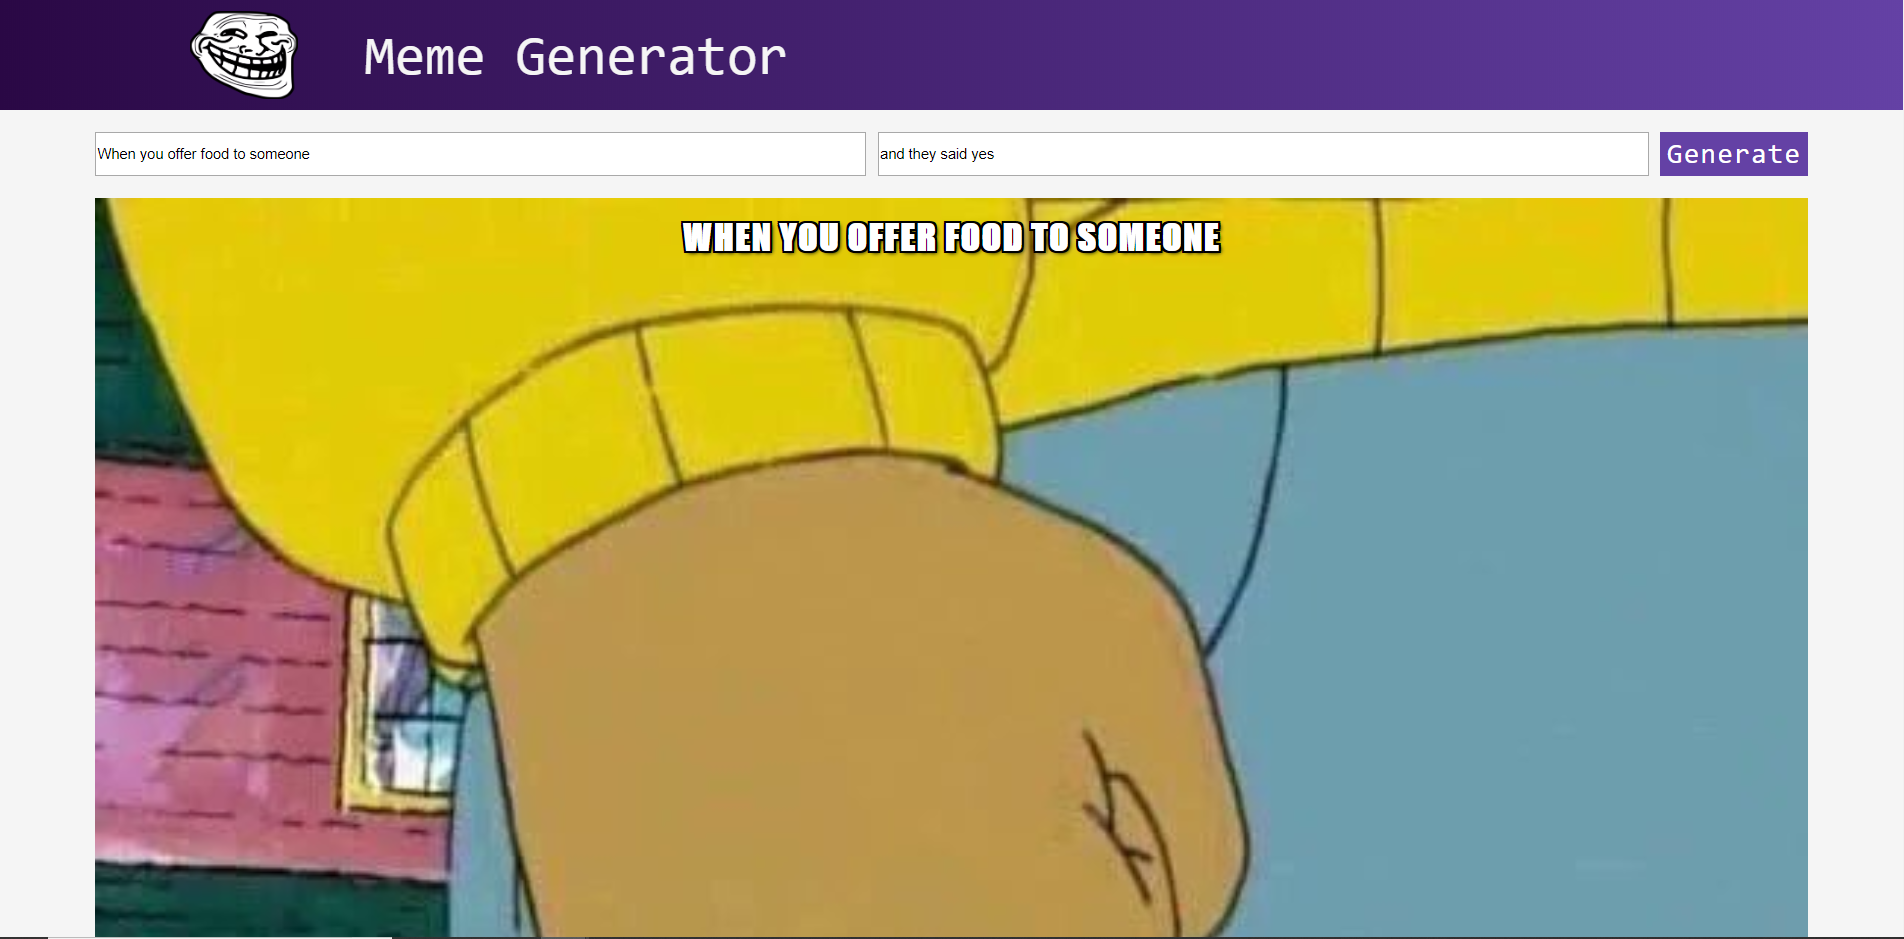 Meme Generator
When you offer food to someone
and they said yes
Generate
WHEN YOU OFFER FOOD TO SOMEONE